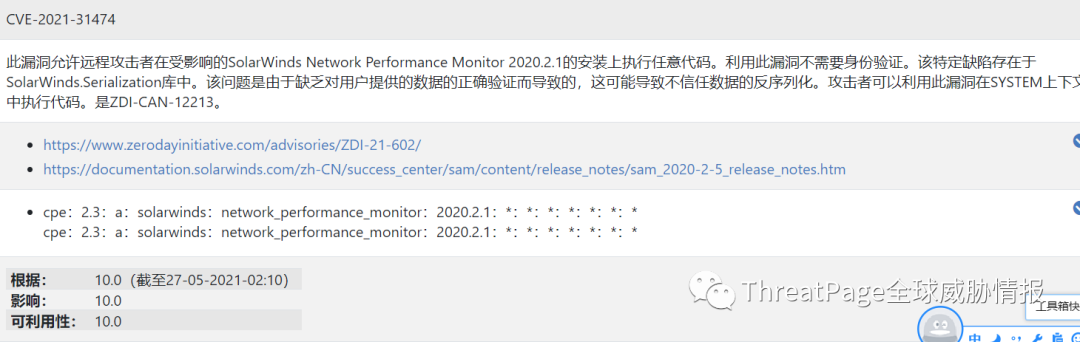 CVE-2021-31474
此漏洞允许远程攻击者在受影响的SolarWinds Network Performance Monitor 2020.2.1的安装上执行任意代码。利用此漏洞不需要身份验证。该特定缺陷存在于
SolarWinds.Serialization库中。该问题是由于缺乏对用户提供的数据的正确验证而导致的，这可能导致不信任数据的反序列化。攻击者可以利用此漏洞在SYSTEM上下文
中执行代码。是ZDI-CAN-12213。
https://www.zerodayinitiative.com/advisories/ZDI-21-602/
https://documentation.solarwinds.com/zh-CN/success_center/sam/content/release_notes/sam_2020-2-5_release_notes.htm
cpe：2.3：a：solarwinds：network_performance_monitor：2020.2.1：*：*：*：*：*：*：*
cpe：2.3：a：solarwinds：network_performance_monitor：2020.2.1：*：*：*：*：*：*：*
根据： 10.0（截至27-05-2021-02:10）
影响： 10.0
可利用性： 10.0
ThreatPage全球威胁情报
工具箱快
中